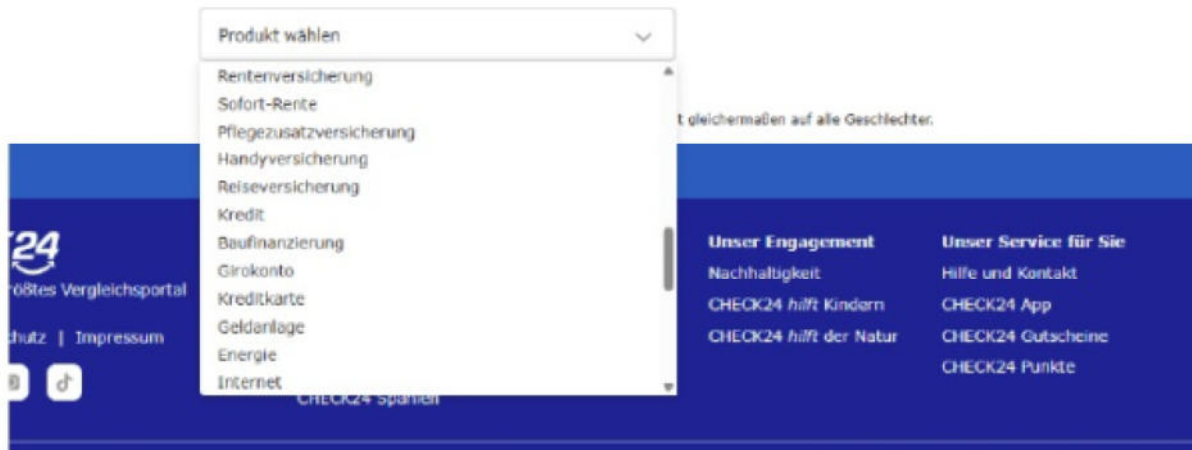 Produkt wählen
Rentenversicherung
Sofort-Rente
Pflegezusatzversicherung
Handyversicherung
Reiseversicherung
Kredit
Baufinanzierung
Girokonto
Kreditkarte
Geldanlage
Energie
Internet
t gleichermaßen auf alle Geschlechter.
24
rößtes Vergleichsportal
hutz | Impressum
CHECK24 Spanien
Unser Engagement
Nachhaltigkeit
CHECK24 hilft Kindern
CHECK24 hilft der Natur
Unser Service für Sie
Hilfe und Kontakt
CHECK24 App
CHECK24 Gutscheine
CHECK24 Punkte